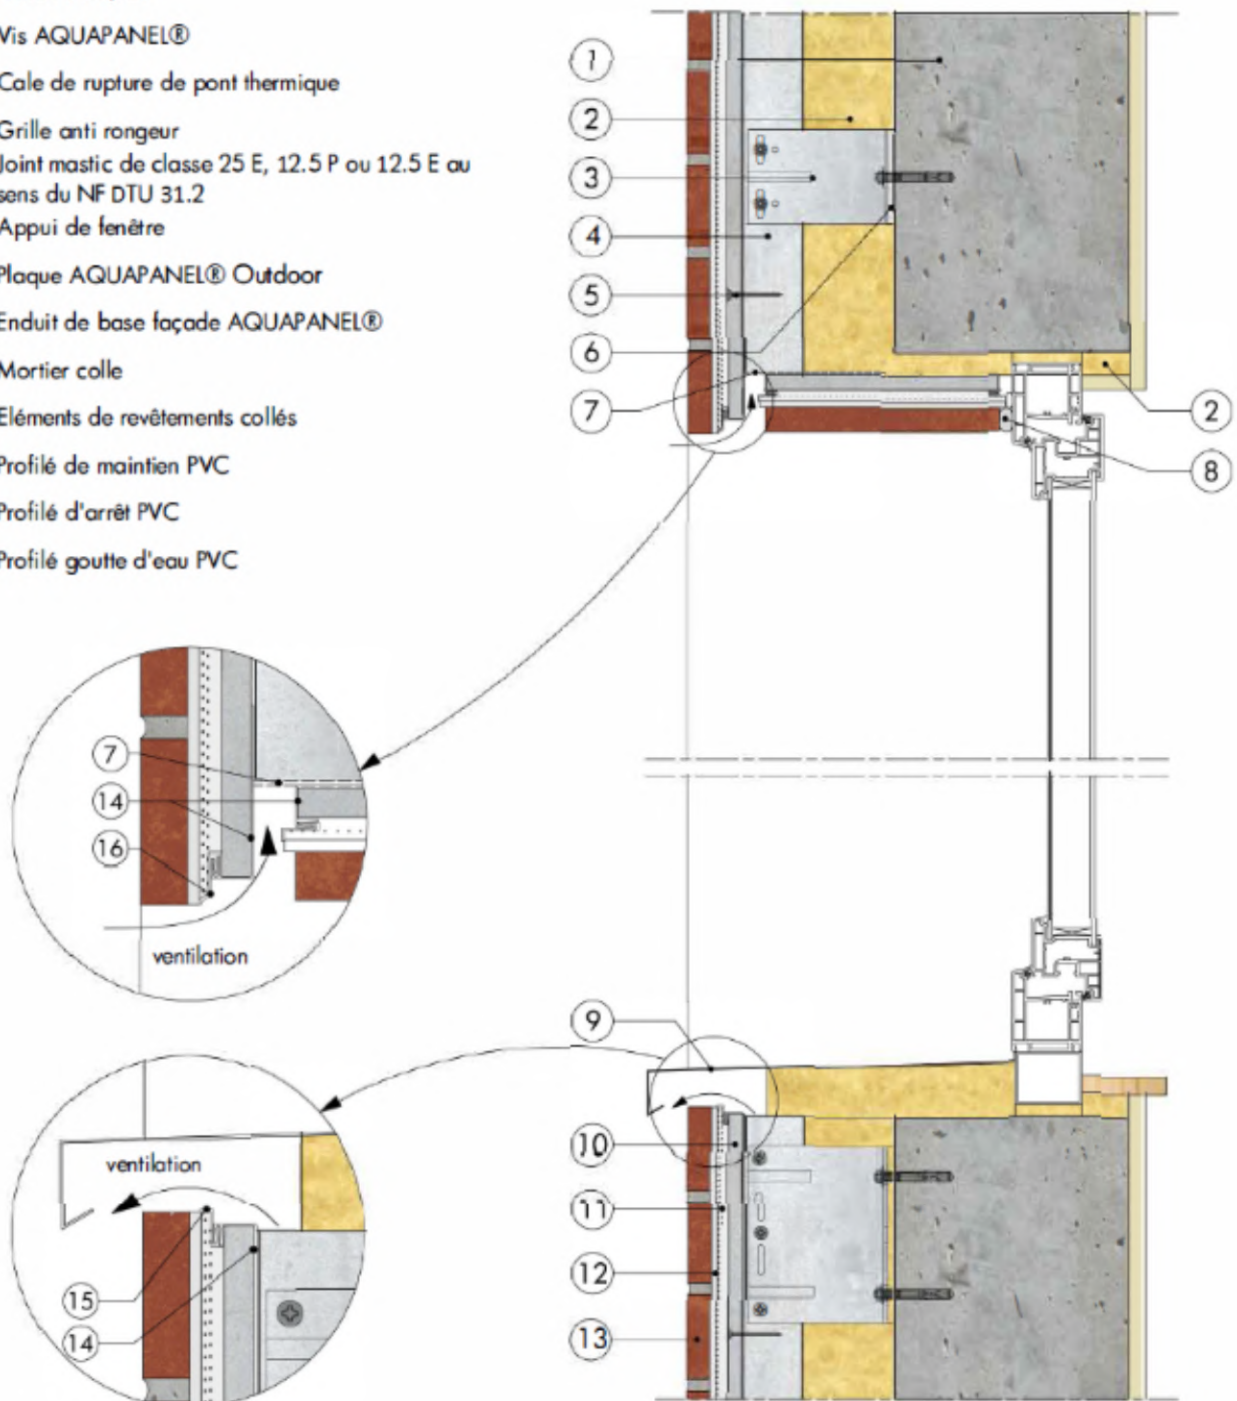 Vis AQUAPANEL®
Cale de rupture de pont thermique
Grille anti rongeur
Joint mastic de classe 25 E, 12.5 P ou 12.5 E au
sens du NF DTU 31.2
Appui de fenêtre
Plaque AQUAPANEL® Outdoor
Enduit de base façade AQUAPANEL®
Mortier colle
Eléments de revêtements collés
Profilé de maintien PVC
Profilé d'arrêt PVC
Profilé goutte d'eau PVC
1
2
3
4
5
6
7
2
8
7
14
16
ventilation
9
10
11
12
13
ventilation
15
14